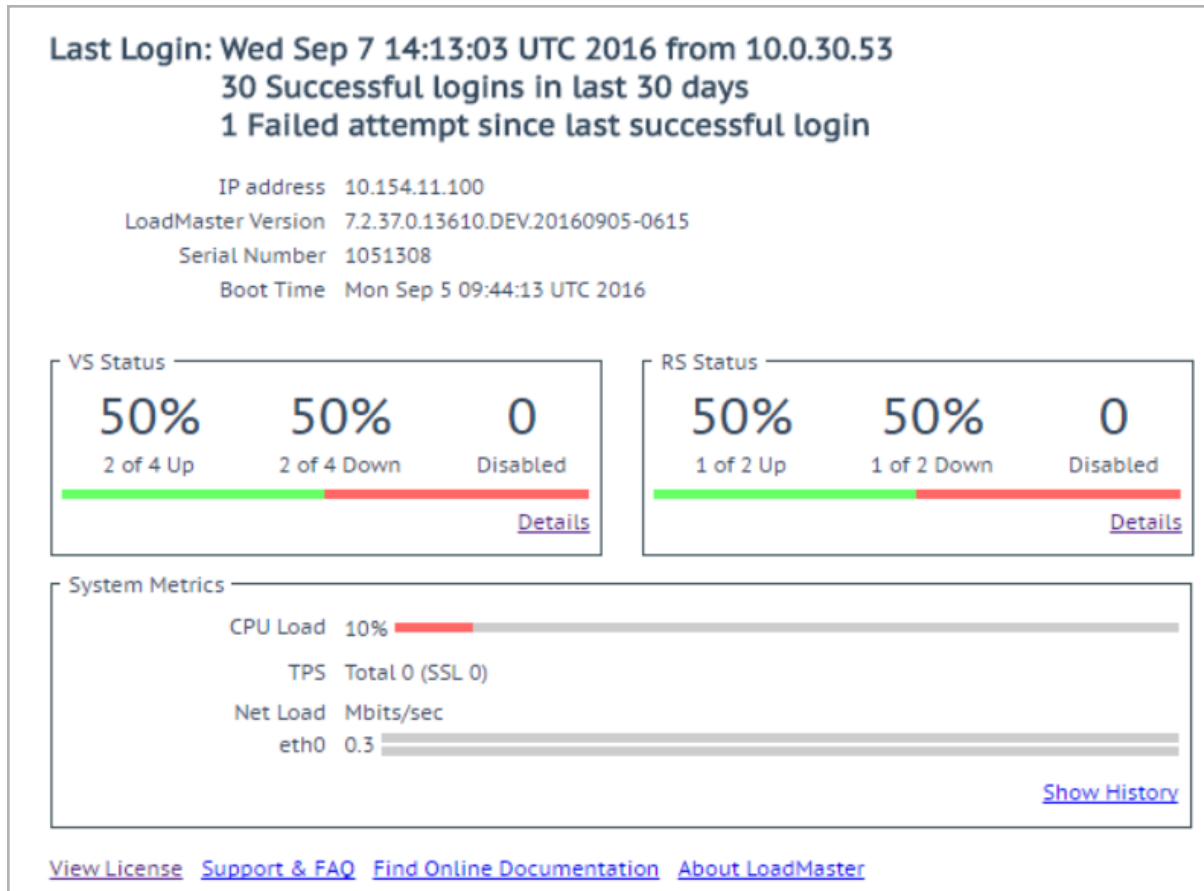 Last Login: Wed Sep 7 14:13:03 UTC 2016 from 10.0.30.53
30 Successful logins in last 30 days
1 Failed attempt since last successful login
IP address 10.154.11.100
LoadMaster Version 7.2.37.0.13610.DEV.20160905-0615
Serial Number 1051308
Boot Time Mon Sep 5 09:44:13 UTC 2016
VS Status
50% 50% 0
2 of 4 Up 2 of 4 Down Disabled
Details
RS Status
50% 50% 0
1 of 2 Up 1 of 2 Down Disabled
Details
System Metrics
CPU Load 10%
TPS Total 0 (SSL 0)
Net Load Mbits/sec
eth0 0.3
Show History
View License Support & FAQ Find Online Documentation About LoadMaster